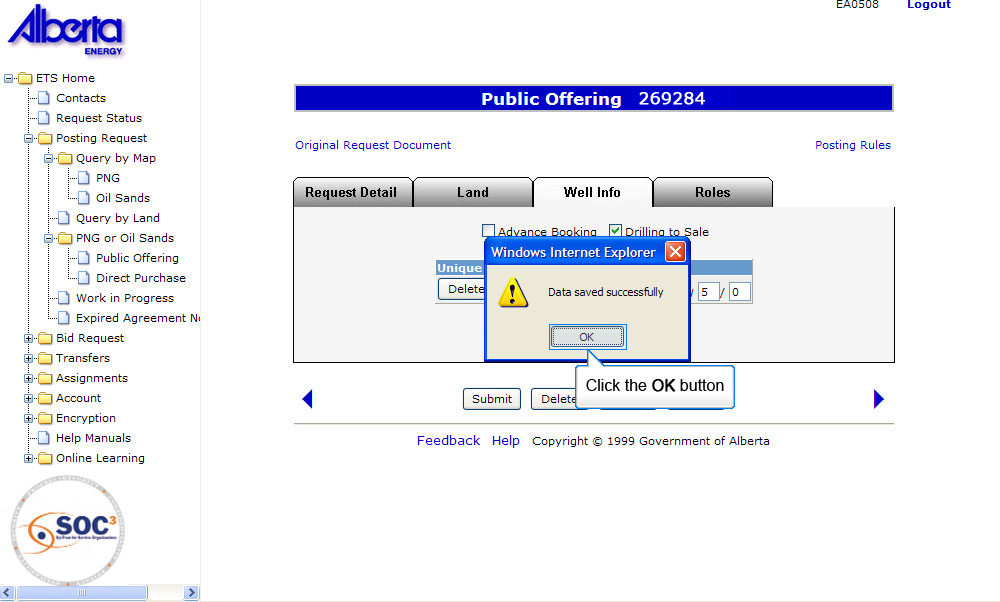 EA0508 Logout
Alberta
ENERGY
ETS Home
Contacts
Request Status
Posting Request
Query by Map
PNG
Oil Sands
Query by Land
PNG or Oil Sands
Public Offering
Direct Purchase
Work in Progress
Expired Agreement
Bid Request
Transfers
Assignments
Account
Encryption
Help Manuals
Online Learning
SOC3
Public Offering 269284
Original Request Document Posting Rules
Request Detail Land Well Info Roles
Advance Booking Drilling to Sale
Unique
Delete 5 / 0
Windows Internet Explorer
Data saved successfully
OK
Click the OK button
Submit Delete
Feedback Help Copyright © 1999 Government of Alberta